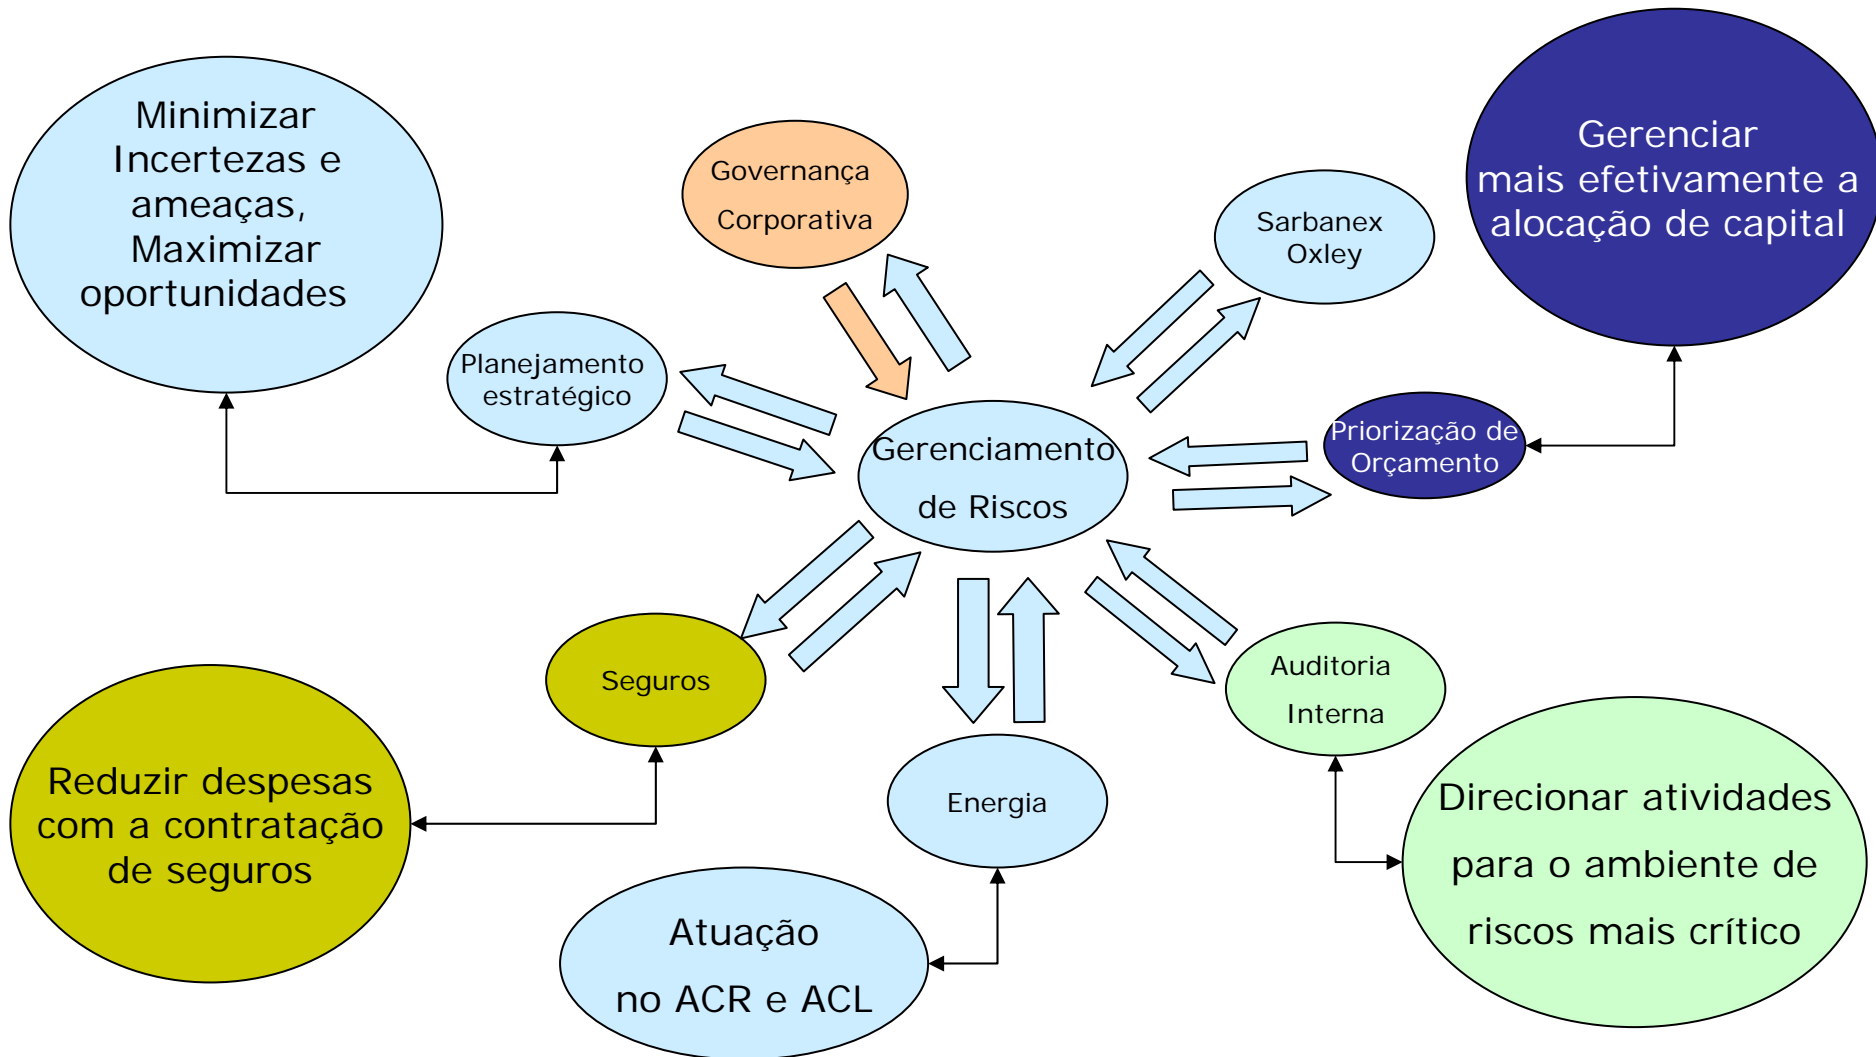 Minimizar
Incertezas e
ameaças,
Maximizar
oportunidades
Governança
Corporativa
Sarbanex
Oxley
Gerenciar
mais efetivamente a
alocação de capital
Planejamento
estratégico
Gerenciamento
de Riscos
Priorização de
Orçamento
Seguros
Auditoria
Interna
Energia
Reduzir despesas
com a contratação
de seguros
Atuação
no ACR e ACL
Direcionar atividades
para o ambiente de
riscos mais crítico